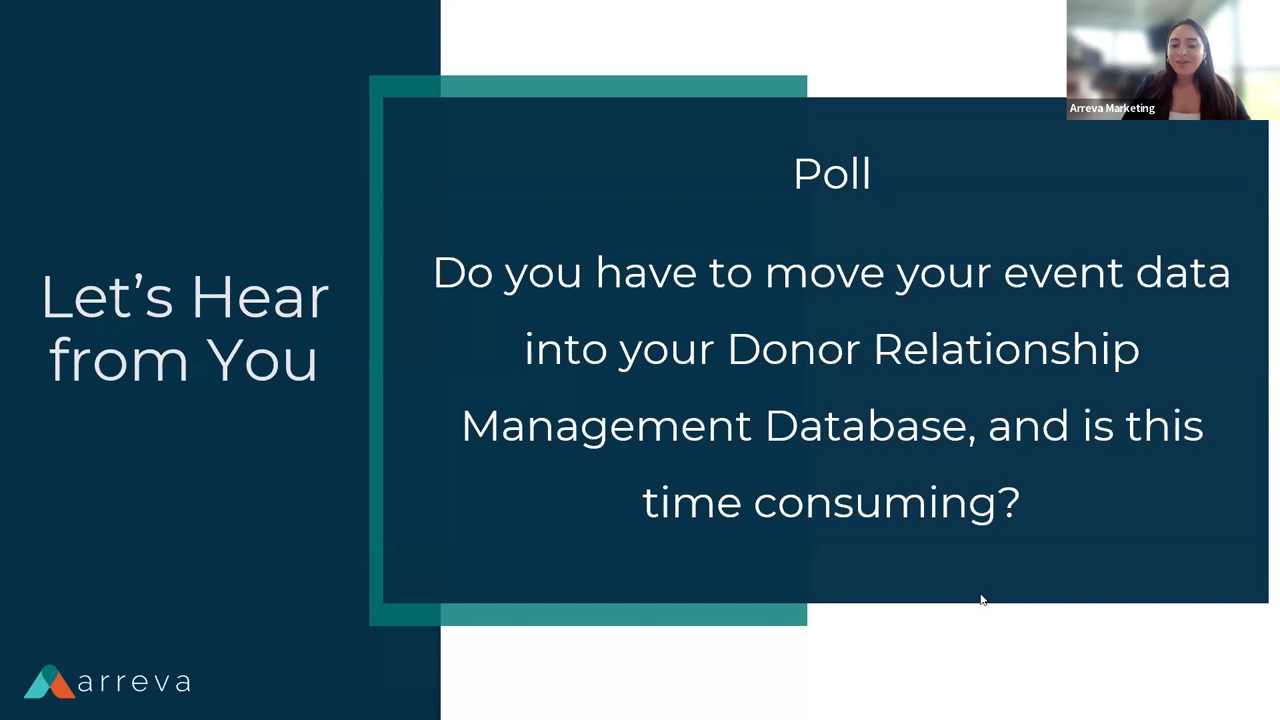 Arreva Marketing
Let’s Hear
from You
Poll
Do you have to move your event data
into your Donor Relationship
Management Database, and is this
time consuming?
arreva